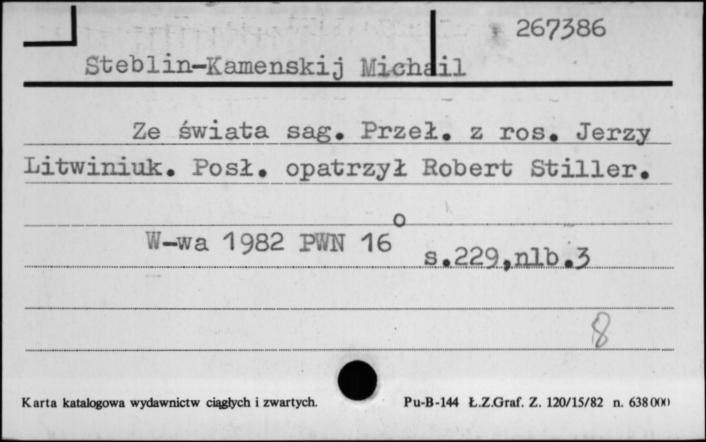 267386
Steblin-Kamenskij Michail
Ze świata sag. Przeł. z ros. Jerzy
Litwiniuk. Posł. opatrzył Robert Stiller.
W-wa 1982 PWN 16° s.229,nlb.3
8
Karta katalogowa wydawnictw ciągłych i zwartych. Pu-B-144 Ł.Z.Graf. Z. 120/15/82 n. 638000